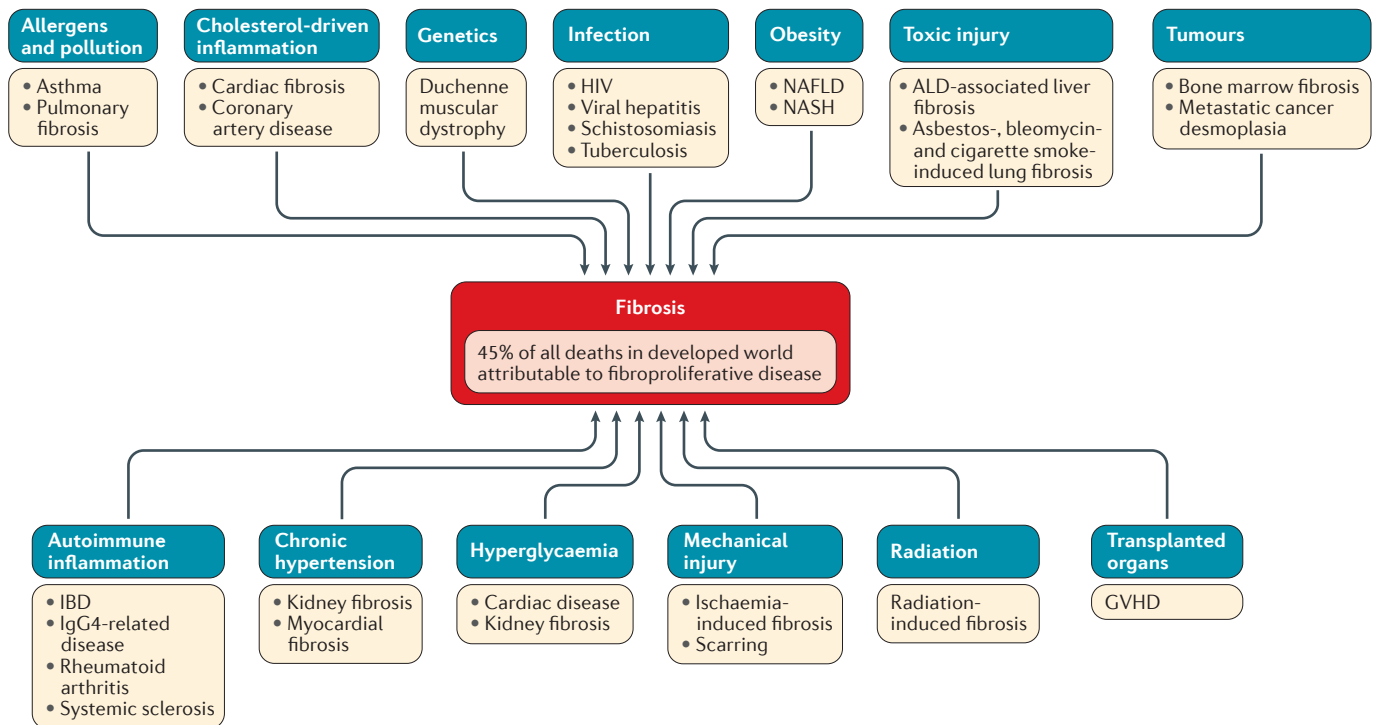 Allergens
and pollution
• Asthma
• Pulmonary
fibrosis
Cholesterol-driven
inflammation
• Cardiac fibrosis
• Coronary
artery disease
Genetics
Duchenne
muscular
dystrophy
Infection
• HIV
• Viral hepatitis
• Schistosomiasis
• Tuberculosis
Obesity
• NAFLD
• NASH
Toxic injury
• ALD-associated liver
fibrosis
• Asbestos-, bleomycin-
and cigarette smoke-
induced lung fibrosis
Tumours
• Bone marrow fibrosis
• Metastatic cancer
desmoplasia
Fibrosis
45% of all deaths in developed world
attributable to fibroproliferative disease
Autoimmune
inflammation
• IBD
• IgG4-related
disease
• Rheumatoid
arthritis
• Systemic sclerosis
Chronic
hypertension
• Kidney fibrosis
• Myocardial
fibrosis
Hyperglycaemia
• Cardiac disease
• Kidney fibrosis
Mechanical
injury
• Ischaemia-
induced fibrosis
• Scarring
Radiation
Radiation-
induced fibrosis
Transplanted
organs
GVHD